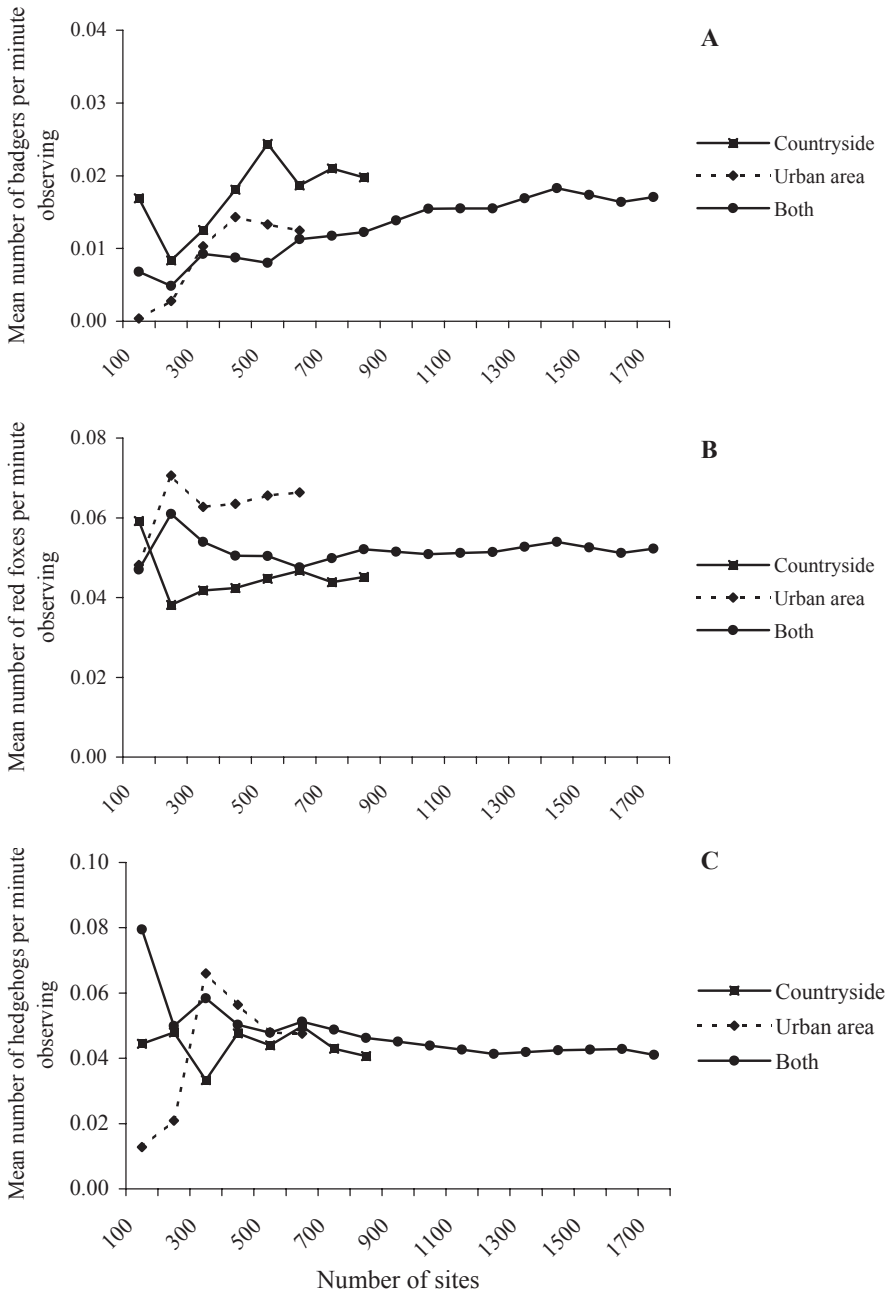 A
Mean number of badgers per minute
observing
0.04
0.03
0.02
0.01
0.00
100
300
500
700
900
1100
1300
1500
1700
Countryside
Urban area
Both
B
Mean number of red foxes per minute
observing
0.08
0.06
0.04
0.02
0.00
100
300
500
700
900
1100
1300
1500
1700
Countryside
Urban area
Both
C
Mean number of hedgehogs per minute
observing
0.10
0.08
0.06
0.04
0.02
0.00
100
300
500
700
900
1100
1300
1500
1700
Number of sites
Countryside
Urban area
Both